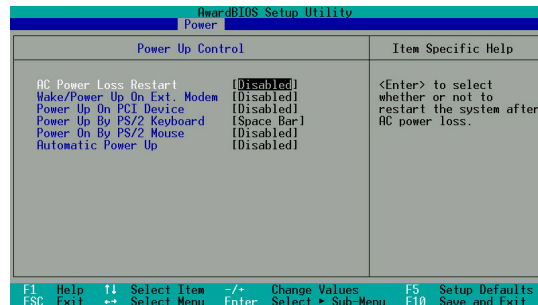 AwardBIOS Setup Utility
Power
Power Up Control
Item Specific Help
AC Power Loss Restart [Disabled]
Wake/Power Up On Ext. Modem [Disabled]
Power Up On PCI Device [Disabled]
Power Up By PS/2 Keyboard [Space Bar]
Power On By PS/2 Mouse [Disabled]
Automatic Power Up [Disabled]
<Enter> to select
whether or not to
restart the system after
AC power loss.
F1 Help ↑↓ Select Item -/+ Change Values F5 Setup Defaults
ESC Exit ←→ Select Menu Enter Select ► Sub-Menu F10 Save and Exit